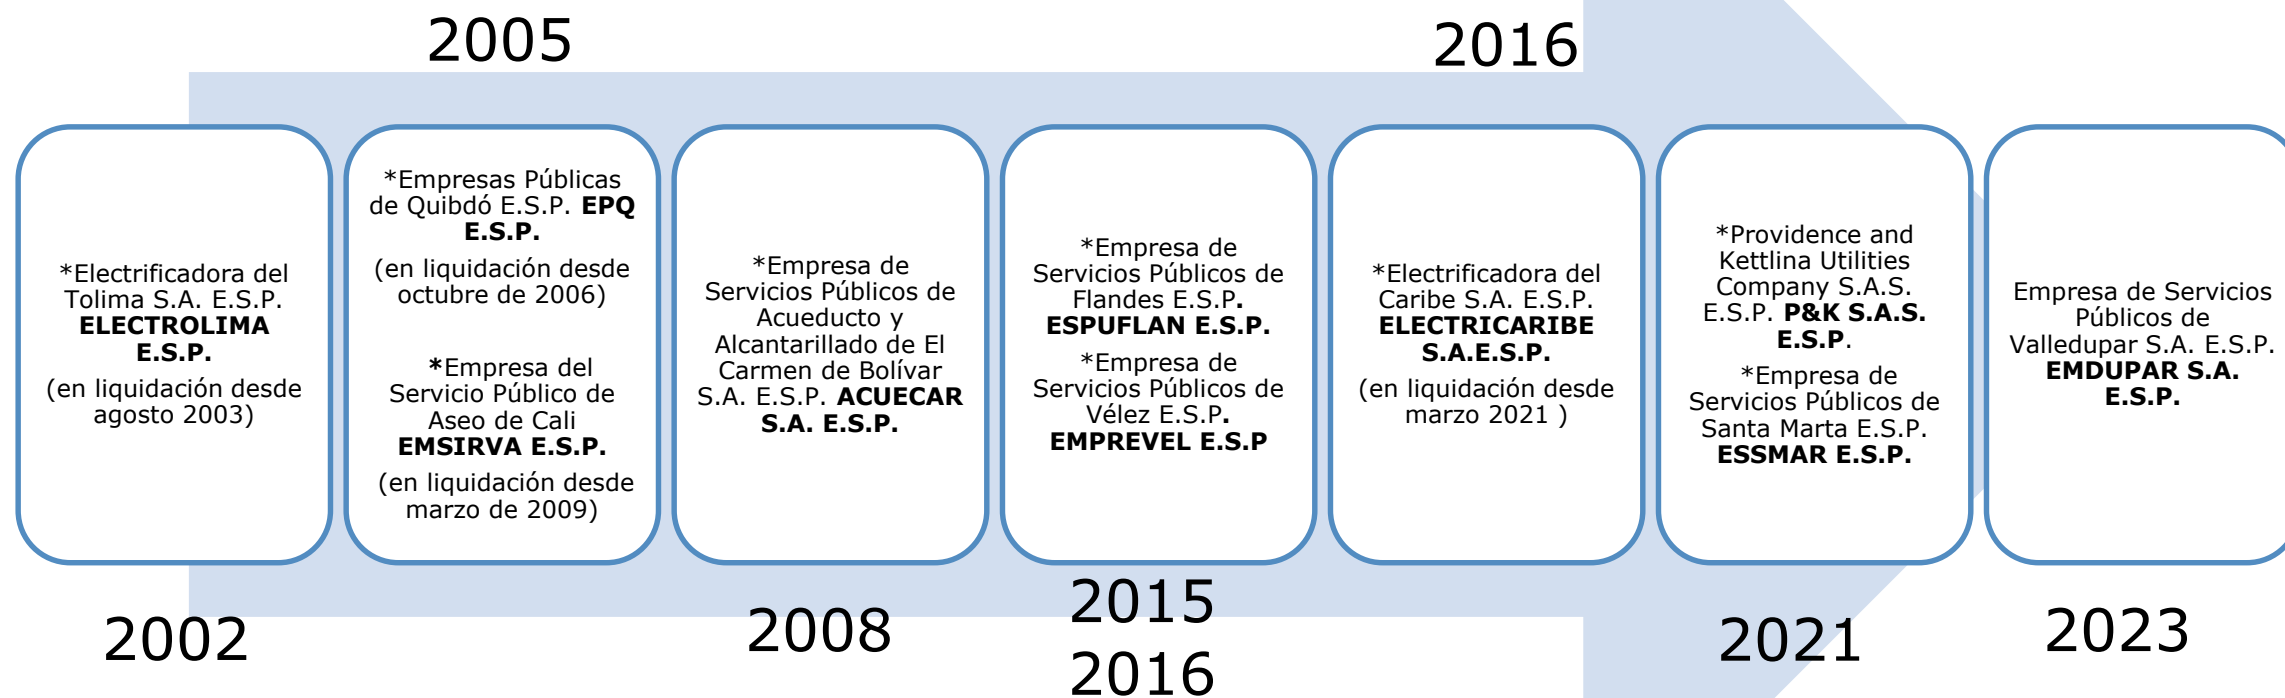 2005
2016
*Electrificadora del
Tolima S.A. E.S.P.
ELECTROLIMA
E.S.P.
(en liquidación desde
agosto 2003)
*Empresas Públicas
de Quibdó E.S.P. EPQ
E.S.P.
(en liquidación desde
octubre de 2006)
*Empresa del
Servicio Público de
Aseo de Cali
EMSIRVA E.S.P.
(en liquidación desde
marzo de 2009)
*Empresa de
Servicios Públicos de
Acueducto y
Alcantarillado de El
Carmen de Bolívar
S.A. E.S.P. ACUECAR
S.A. E.S.P.
*Empresa de
Servicios Públicos de
Flandes E.S.P.
ESPUFLAN E.S.P.
*Empresa de
Servicios Públicos de
Vélez E.S.P.
EMPREVEL E.S.P
*Electrificadora del
Caribe S.A. E.S.P.
ELECTRICARIBE
S.A.E.S.P.
(en liquidación desde
marzo 2021 )
*Providence and
Kettlina Utilities
Company S.A.S.
E.S.P. P&K S.A.S.
E.S.P.
*Empresa de
Servicios Públicos de
Santa Marta E.S.P.
ESSMAR E.S.P.
Empresa de Servicios
Públicos de
Valledupar S.A. E.S.P.
EMDUPAR S.A.
E.S.P.
2002
2008
2015
2016
2021
2023